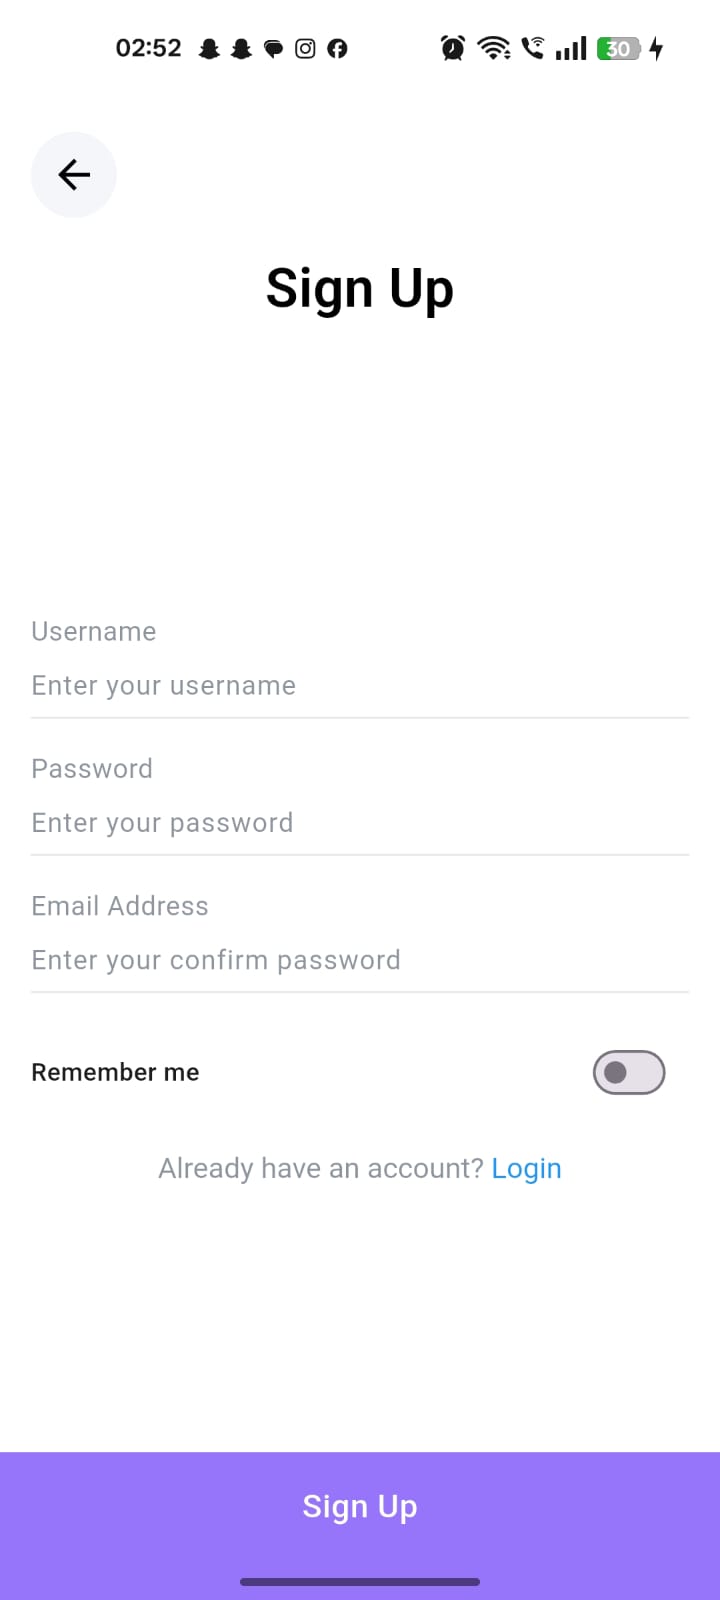 02:52
30
Sign Up
Username
Enter your username
Password
Enter your password
Email Address
Enter your confirm password
Remember me
Already have an account? Login
Sign Up